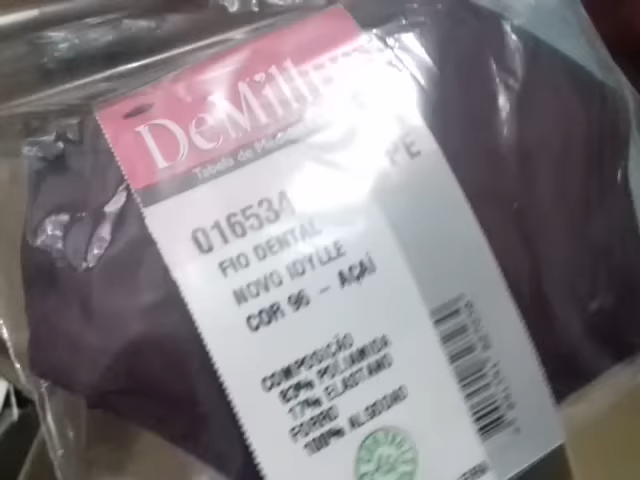 DeMill
Tabela de
016534
PE
FIO DENTAL
NOVO IDYLLE
COR 96 - AÇAÍ
COMPOSIÇÃO
83% POLIAMIDA
17% ELASTANO
FORRO
100% ALGODÃO